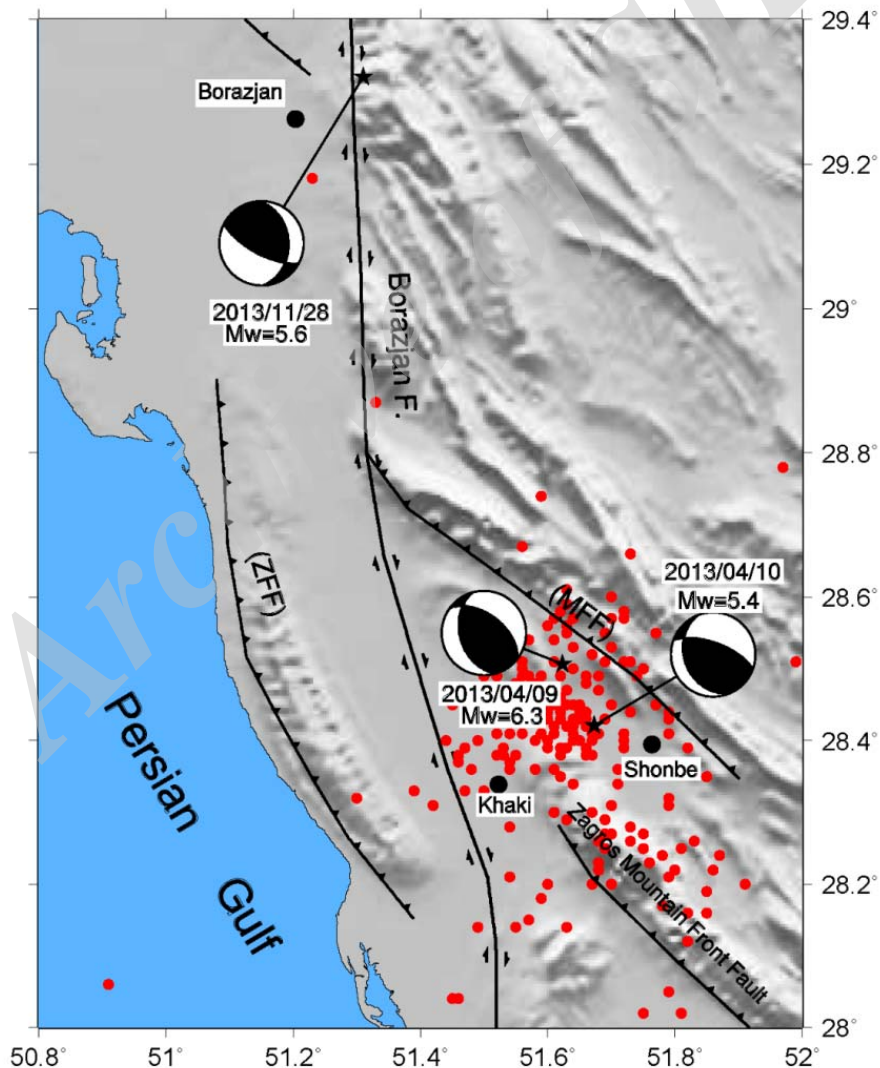 29.4°
Borazjan
29.2°
2013/11/28
Mw=5.6
29°
Borazjan F.
28.8°
(ZFF)
2013/04/10
Mw=5.4
28.6°
(MFF)
2013/04/09
Mw=6.3
28.4°
Shonbe
Khaki
Persian
Gulf
Zagros Mountain Front Fault
28.2°
28°
50.8°
51°
51.2°
51.4°
51.6°
51.8°
52°
Arc